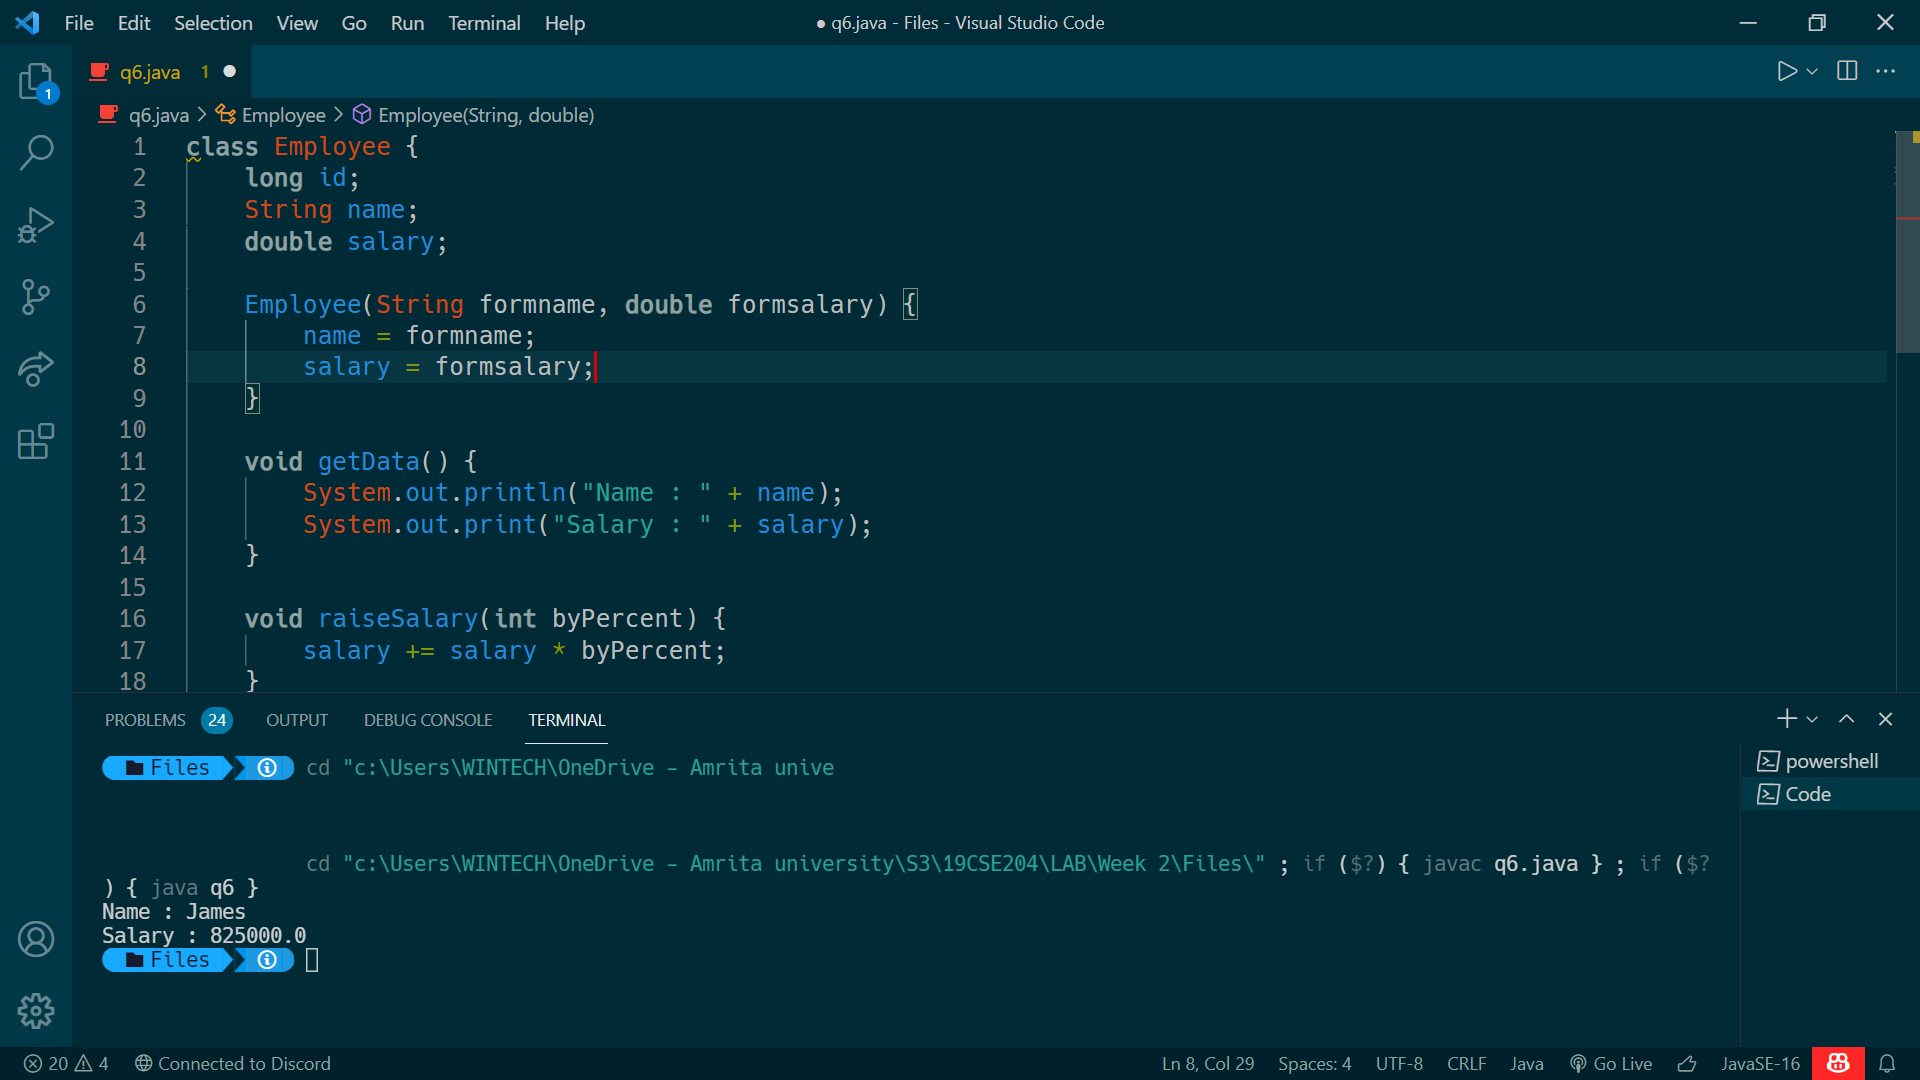 File Edit Selection View Go Run Terminal Help
● q6.java - Files - Visual Studio Code
q6.java 1 ●
1
q6.java > Employee > Employee(String, double)
1 class Employee {
2 long id;
3 String name;
4 double salary;
5
6 Employee(String formname, double formsalary) {
7 name = formname;
8 salary = formsalary;
9 }
10
11 void getData() {
12 System.out.println("Name : " + name);
13 System.out.print("Salary : " + salary);
14 }
15
16 void raiseSalary(int byPercent) {
17 salary += salary * byPercent;
18 }
PROBLEMS 24 OUTPUT DEBUG CONSOLE TERMINAL
Files cd "c:\Users\WINTECH\OneDrive - Amrita unive
cd "c:\Users\WINTECH\OneDrive - Amrita university\S3\19CSE204\LAB\Week 2\Files\" ; if ($?) { javac q6.java } ; if ($?
) { java q6 }
Name : James
Salary : 825000.0
Files
powershell
Code
20 4 Connected to Discord
Ln 8, Col 29 Spaces: 4 UTF-8 CRLF Java Go Live JavaSE-16